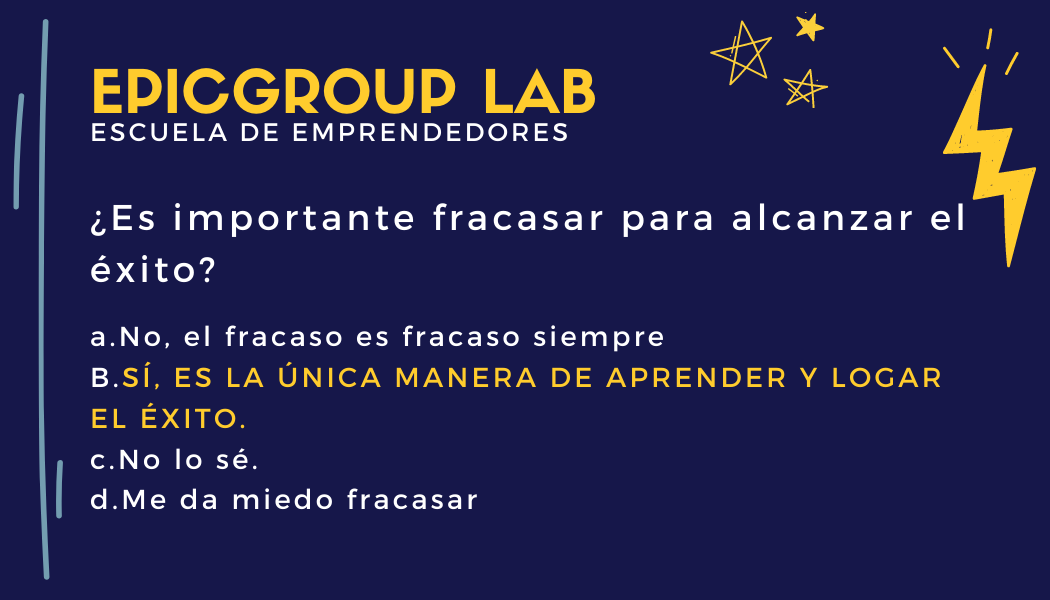 EPICGROUP LAB
ESCUELA DE EMPRENDEDORES
¿Es importante fracasar para alcanzar el
éxito?
a.No, el fracaso es fracaso siempre
B.SÍ, ES LA ÚNICA MANERA DE APRENDER Y LOGAR
EL ÉXITO.
c.No lo sé.
d.Me da miedo fracasar